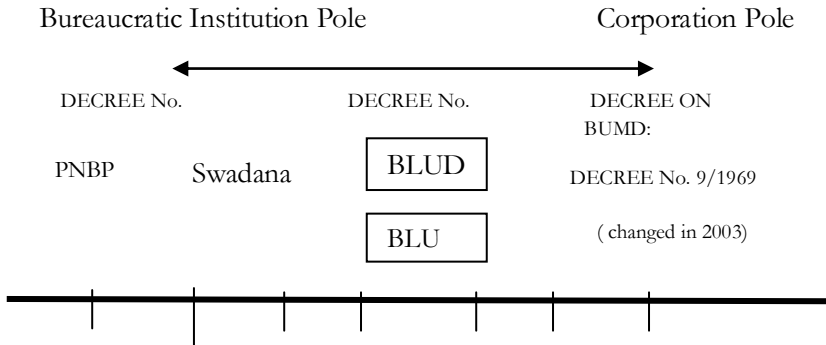 Bureaucratic Institution Pole Corporation Pole
DECREE No. DECREE No. DECREE ON
BUMD:
PNBP Swadana BLUD DECREE No. 9/1969
BLU ( changed in 2003)